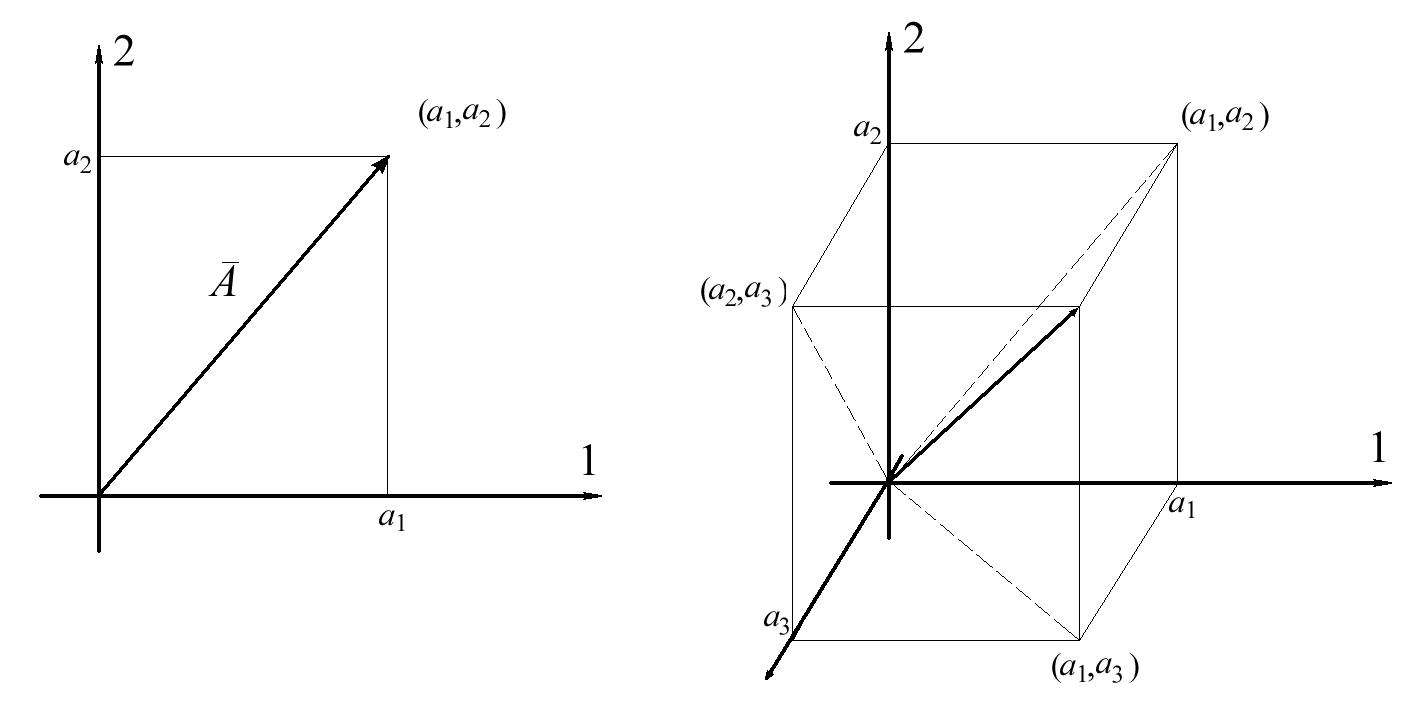 2
(a₁,a₂)
a₂
A̅
1
a₁
2
(a₁,a₂)
a₂
(a₂,a₃)
1
a₁
a₃
(a₁,a₃)